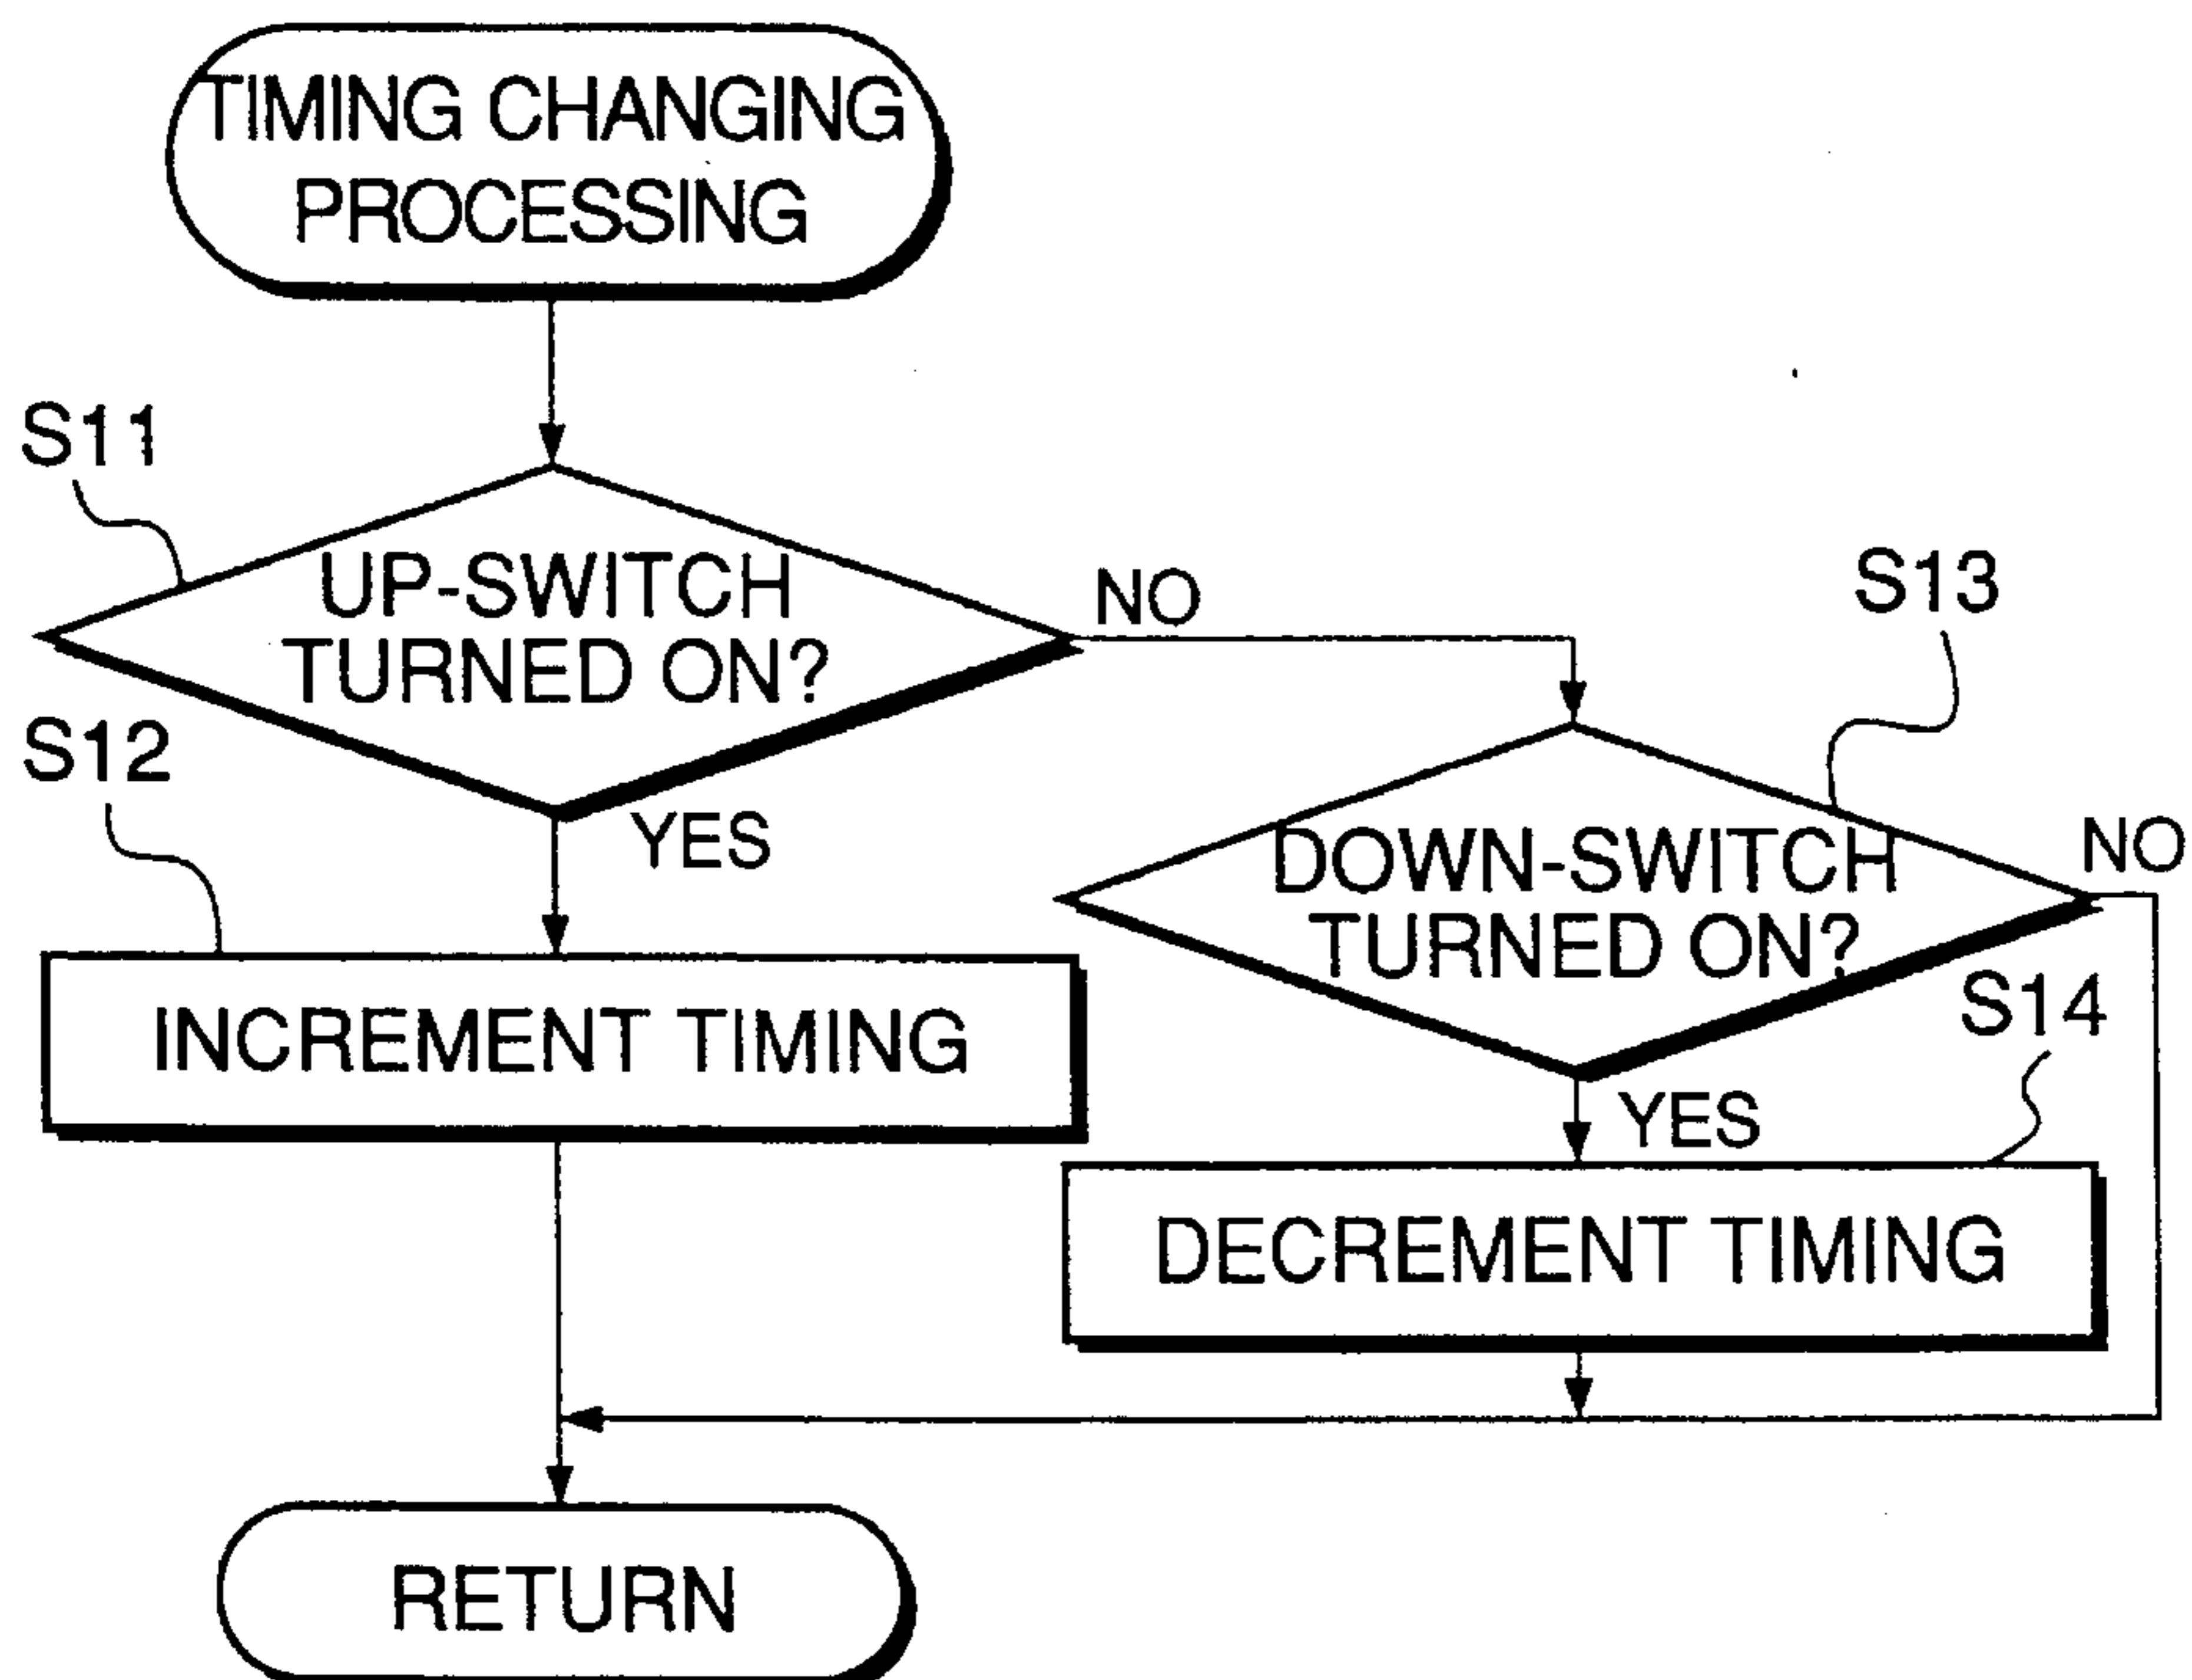 TIMING CHANGING
PROCESSING
S11
UP-SWITCH
TURNED ON?
NO
S13
S12
YES
DOWN-SWITCH
TURNED ON?
NO
INCREMENT TIMING
S14
YES
DECREMENT TIMING
RETURN